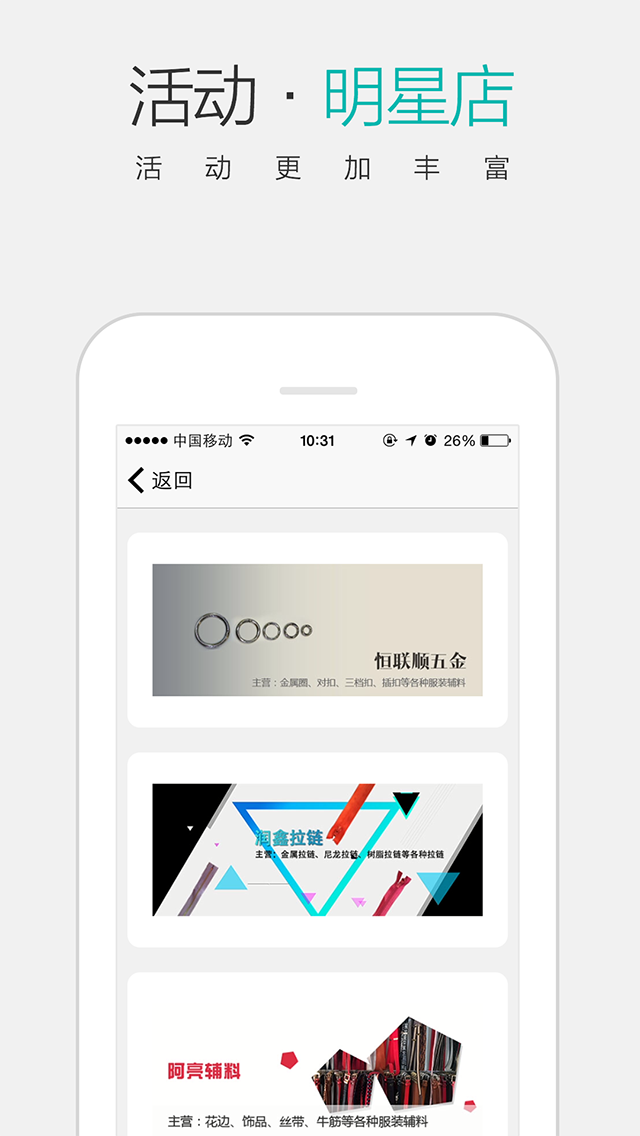 活动·明星店
活动更加丰富
中国移动 10:31 26%
返回
恒联顺五金
主营：金属圈、对扣、三档扣、插扣等各种服装辅料
润鑫拉链
主营：金属拉链、尼龙拉链、树脂拉链等各种拉链
阿亮辅料
主营：花边、饰品、丝带、牛筋等各种服装辅料